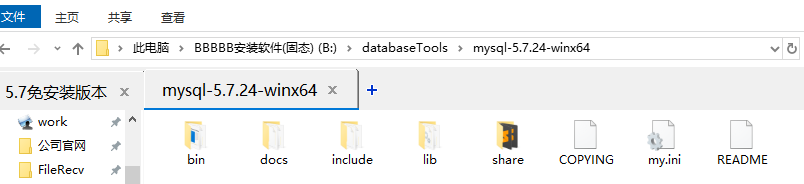 文件 主页 共享 查看
此电脑 BBBBB安装软件(固态) (B:) databaseTools mysql-5.7.24-winx64
5.7免安装版本 mysql-5.7.24-winx64
work
公司官网
FileRecv
bin docs include lib share COPYING my.ini README